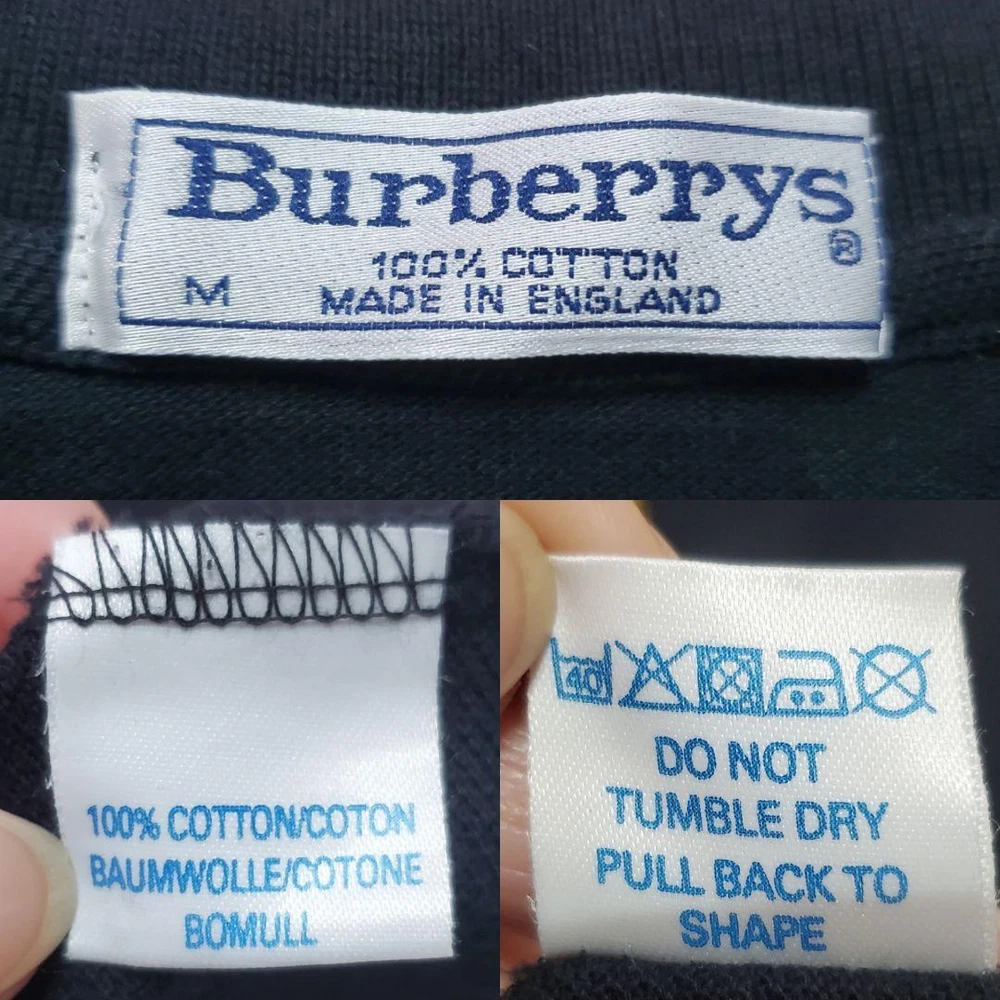 Burberrys
®
100% COTTON
M MADE IN ENGLAND
100% COTTON/COTON
BAUMWOLLE/COTONE
BOMULL
40
DO NOT
TUMBLE DRY
PULL BACK TO
SHAPE